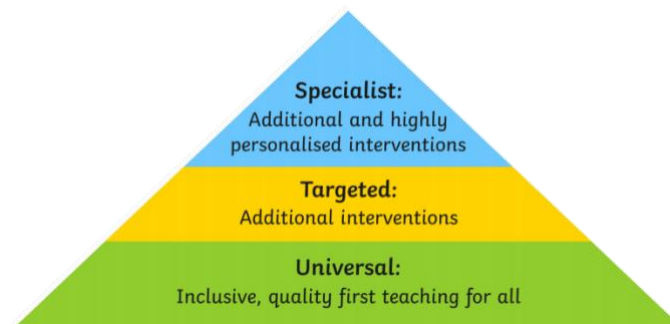 Specialist:
Additional and highly
personalised interventions
Targeted:
Additional interventions
Universal:
Inclusive, quality first teaching for all